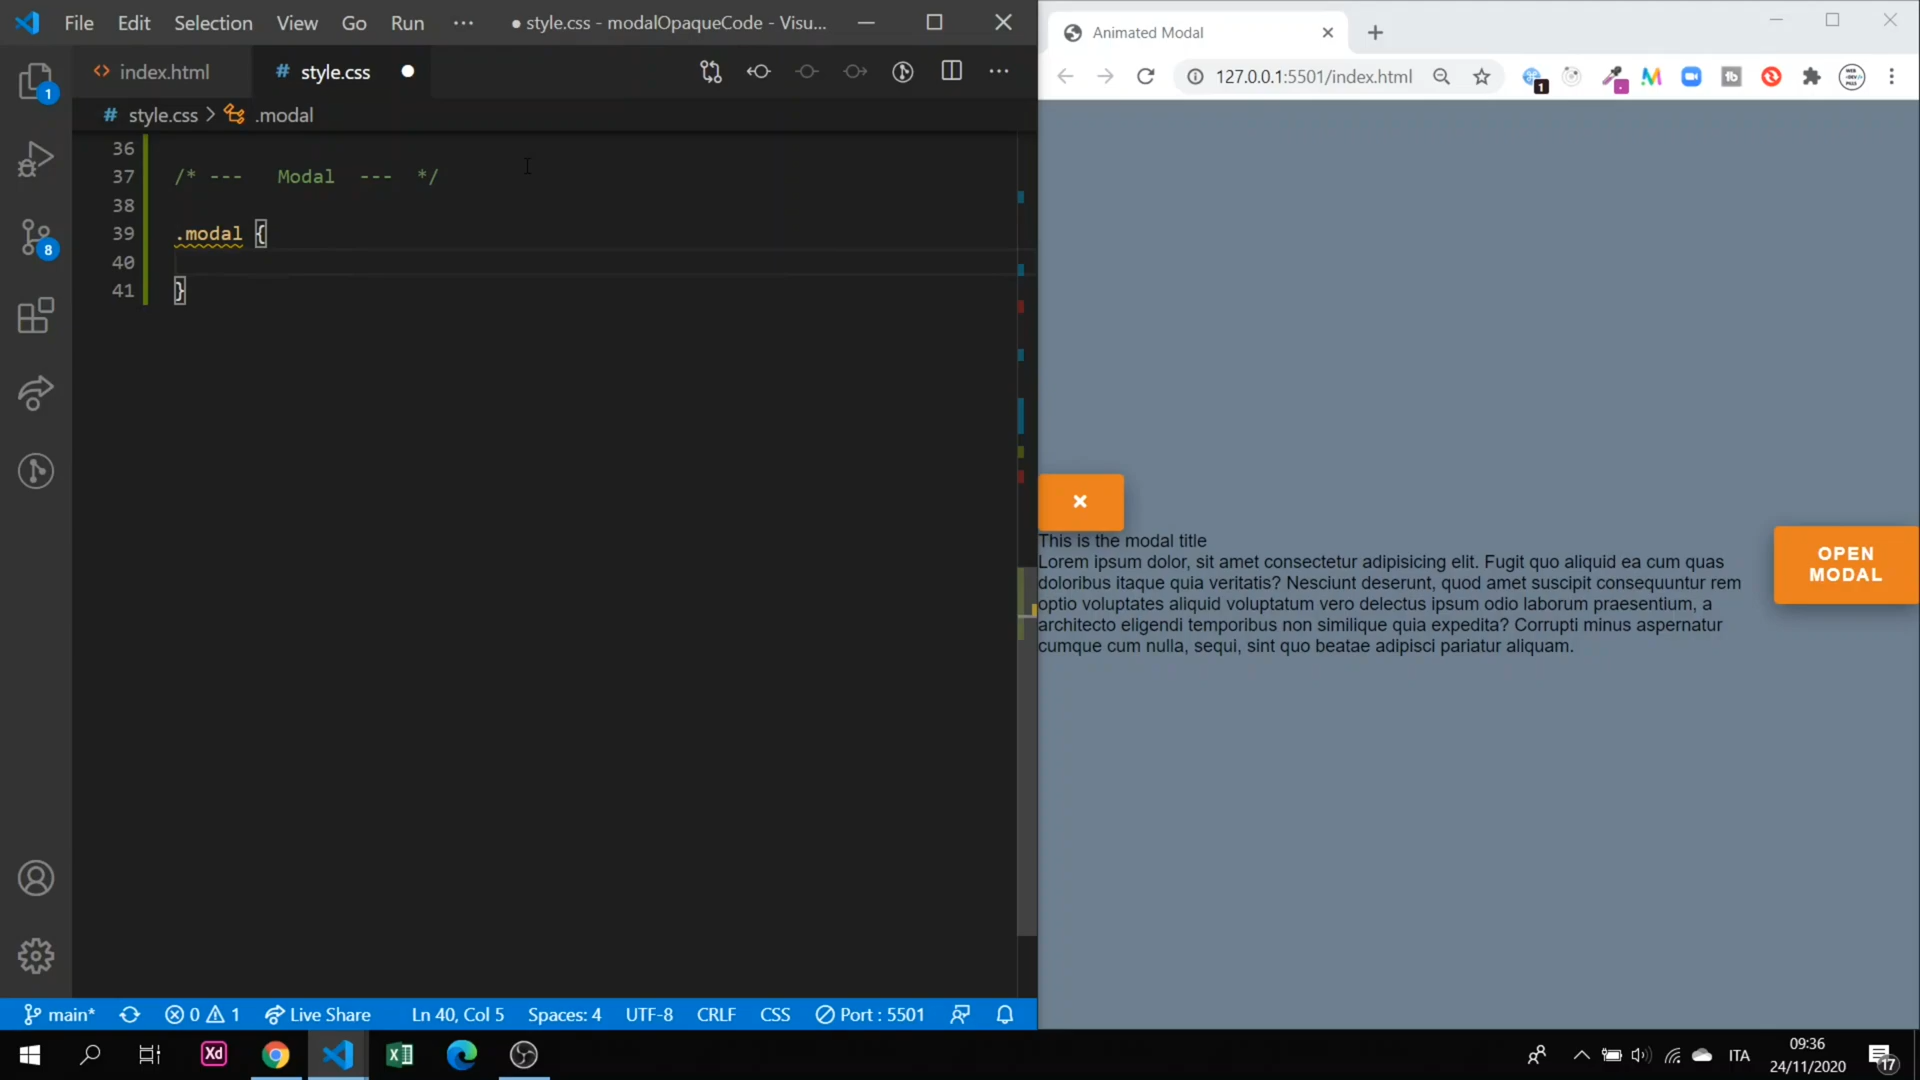 File Edit Selection View Go Run ··· ● style.css - modalOpaqueCode - Visu...
index.html # style.css ●
# style.css > .modal
36
37 /* --- Modal --- */
38
39 .modal {
40
41 }
1
8
main* 0 1 Live Share Ln 40, Col 5 Spaces: 4 UTF-8 CRLF CSS Port : 5501
Animated Modal
127.0.0.1:5501/index.html
1
×
This is the modal title
Lorem ipsum dolor, sit amet consectetur adipisicing elit. Fugit quo aliquid ea cum quas
doloribus itaque quia veritatis? Nesciunt deserunt, quod amet suscipit consequuntur rem
optio voluptates aliquid voluptatum vero delectus ipsum odio laborum praesentium, a
architecto eligendi temporibus non similique quia expedita? Corrupti minus aspernatur
cumque cum nulla, sequi, sint quo beatae adipisci pariatur aliquam.
OPEN
MODAL
Xd
ITA
09:36
24/11/2020
17